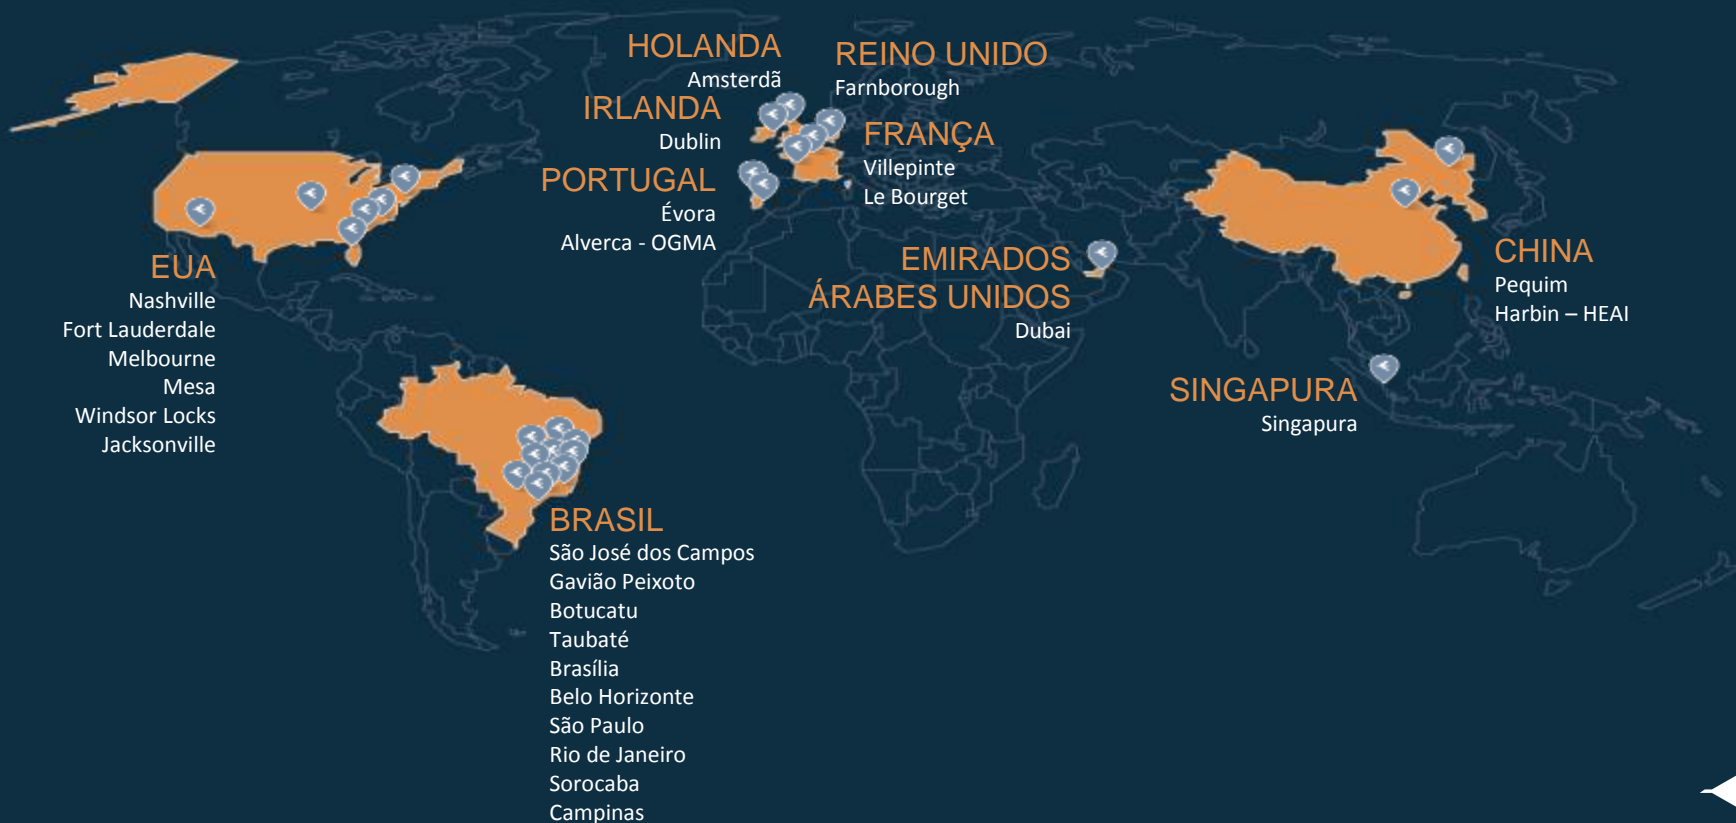 HOLANDA
Amsterdã
IRLANDA
Dublin
PORTUGAL
Évora
Alverca - OGMA
REINO UNIDO
Farnborough
FRANÇA
Villepinte
Le Bourget
EMIRADOS
ÁRABES UNIDOS
Dubai
CHINA
Pequim
Harbin – HEAI
SINGAPURA
Singapura
EUA
Nashville
Fort Lauderdale
Melbourne
Mesa
Windsor Locks
Jacksonville
BRASIL
São José dos Campos
Gavião Peixoto
Botucatu
Taubaté
Brasília
Belo Horizonte
São Paulo
Rio de Janeiro
Sorocaba
Campinas